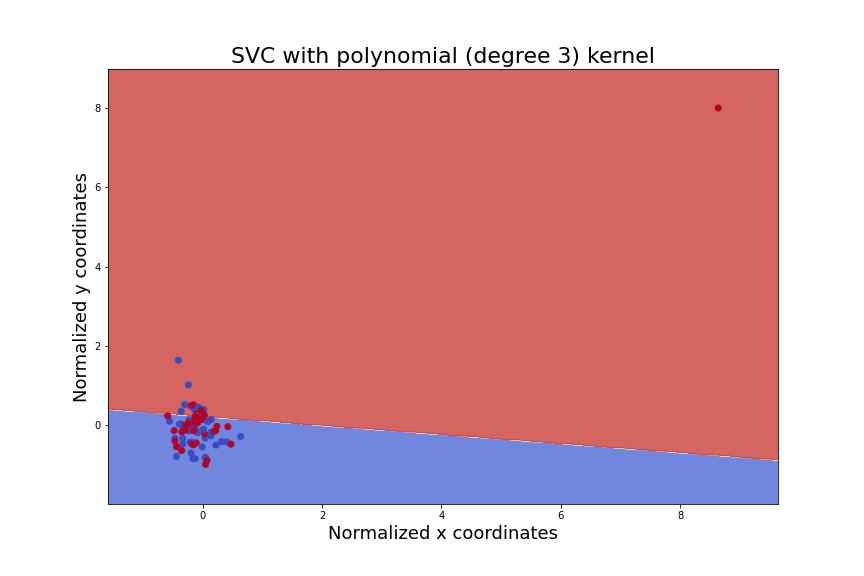 SVC with polynomial (degree 3) kernel
Normalized y coordinates
8
6
4
2
0
0 2 4 6 8
Normalized x coordinates